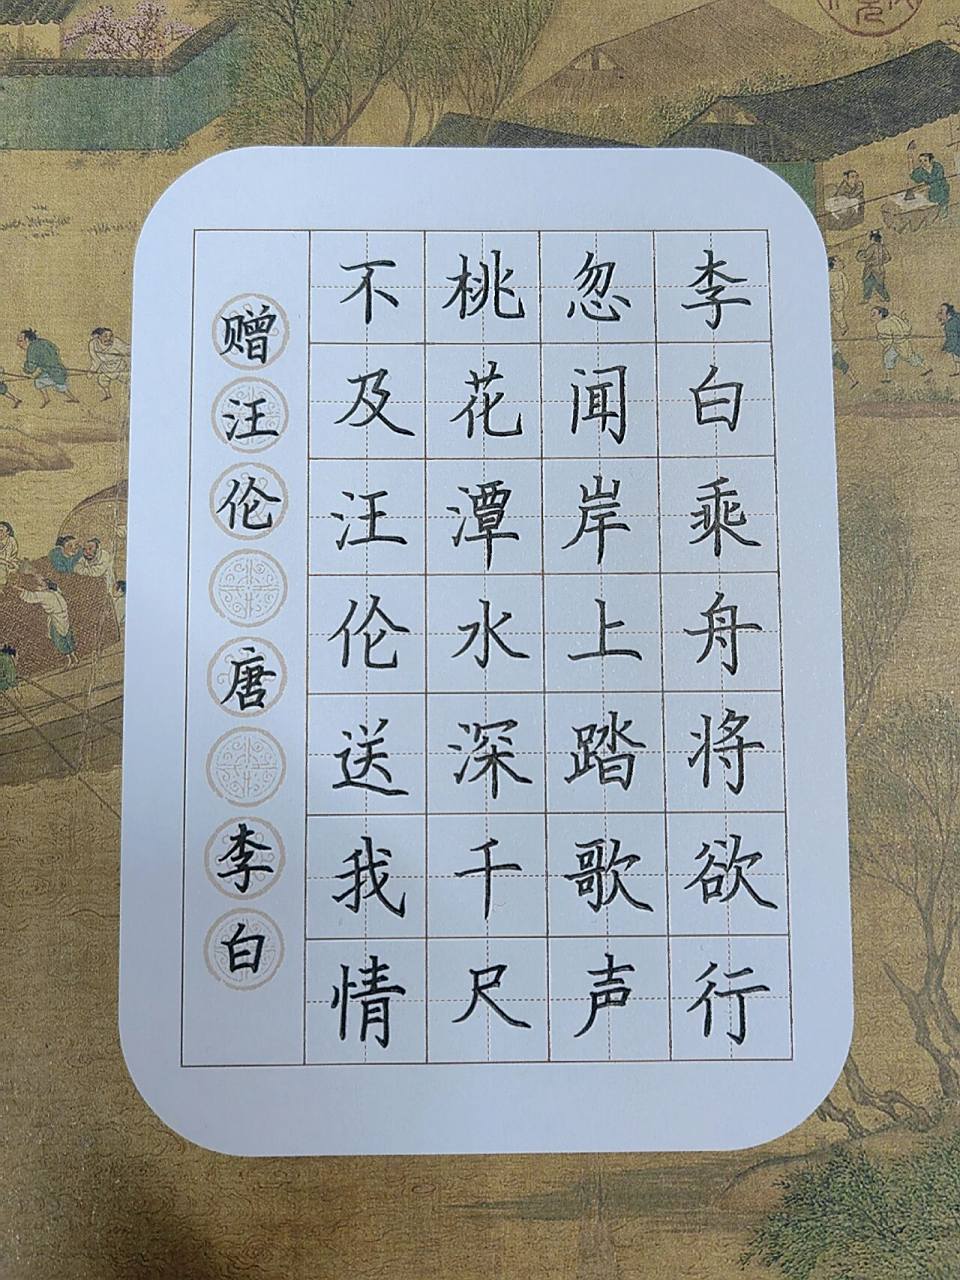 李白乘舟将欲行
忽闻岸上踏歌声
桃花潭水深千尺
不及汪伦送我情
赠汪伦 唐 李白